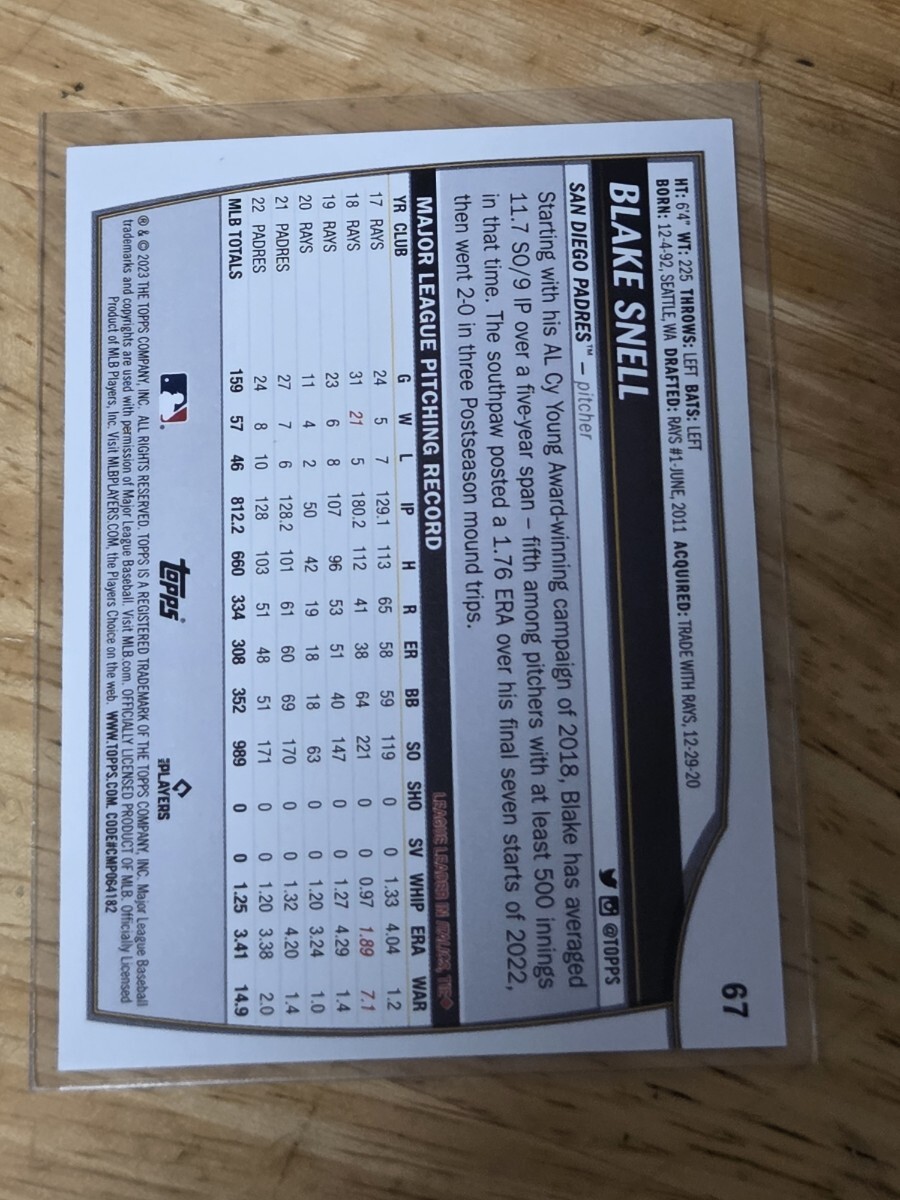 67
HT: 6'4" WT: 225 THROWS: LEFT BATS: LEFT
BORN: 12-4-92, SEATTLE, WA DRAFTED: RAYS #1-JUNE, 2011 ACQUIRED: TRADE WITH RAYS, 12-29-20
BLAKE SNELL
SAN DIEGO PADRES™ – pitcher @TOPPS
Starting with his AL Cy Young Award-winning campaign of 2018, Blake has averaged
11.7 SO/9 IP over a five-year span – fifth among pitchers with at least 500 innings
in that time. The southpaw posted a 1.76 ERA over his final seven starts of 2022,
then went 2-0 in three Postseason mound trips.
MAJOR LEAGUE PITCHING RECORD LEAGUE LEADER IN ITALICS, TIE◆
YR CLUB G W L IP H R ER BB SO SHO SV WHIP ERA WAR
17 RAYS 24 5 7 129.1 113 65 58 59 119 0 0 1.33 4.04 1.2
18 RAYS 31 21 5 180.2 112 41 38 64 221 0 0 0.97 1.89 7.1
19 RAYS 23 6 8 107 96 53 51 40 147 0 0 1.27 4.29 1.4
20 RAYS 11 4 2 50 42 19 18 18 63 0 0 1.20 3.24 1.0
21 PADRES 27 7 6 128.2 101 61 60 69 170 0 0 1.32 4.20 1.4
22 PADRES 24 8 10 128 103 51 48 51 171 0 0 1.20 3.38 2.0
MLB TOTALS 159 57 46 812.2 660 334 308 352 989 0 0 1.25 3.41 14.9
topps®
PLAYERS
® & © 2023 THE TOPPS COMPANY, INC. ALL RIGHTS RESERVED. TOPPS IS A REGISTERED TRADEMARK OF THE TOPPS COMPANY, INC. Major League Baseball
trademarks and copyrights are used with permission of Major League Baseball. Visit MLB.com. OFFICIALLY LICENSED PRODUCT OF MLB. Officially Licensed
Product of MLB Players, Inc. Visit MLBPLAYERS.COM, the Players Choice on the web. WWW.TOPPS.COM CODE#CMP064182